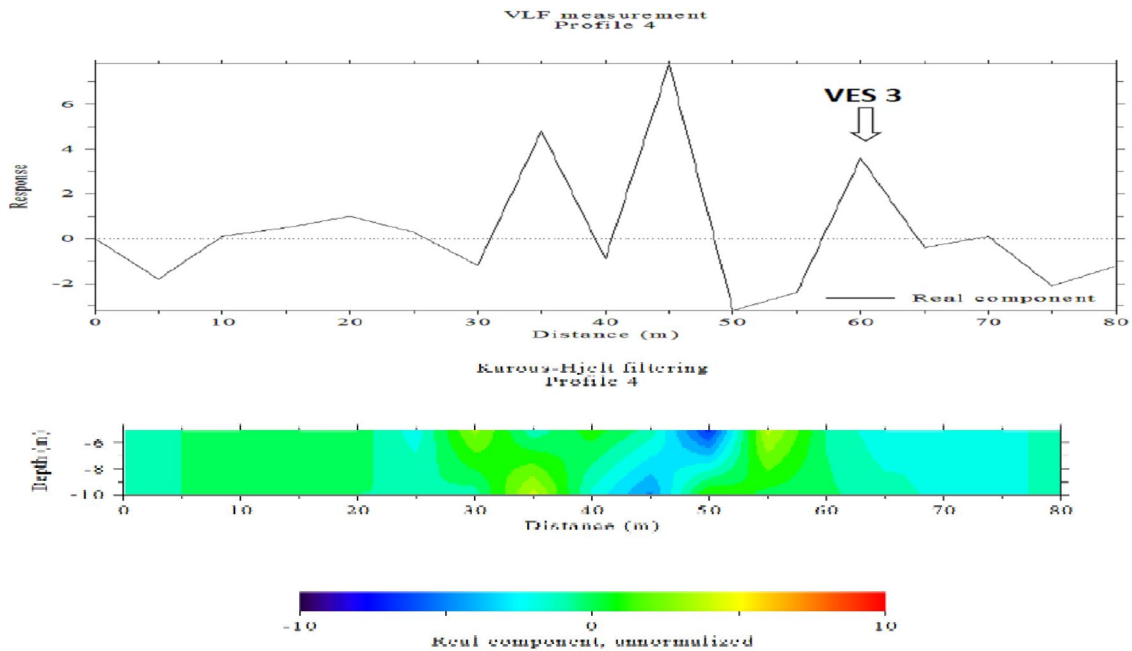 VLF measurement
Profile 4
VES 3
Response
6
4
2
0
-2
Real component
0 10 20 30 40 50 60 70 80
Distance (m)
Karous-Hjelt filtering
Profile 4
Depth (m)
-6
-8
-10
0 10 20 30 40 50 60 70 80
Distance (m)
-10 -5 0 5 10
Real component, unnormalized